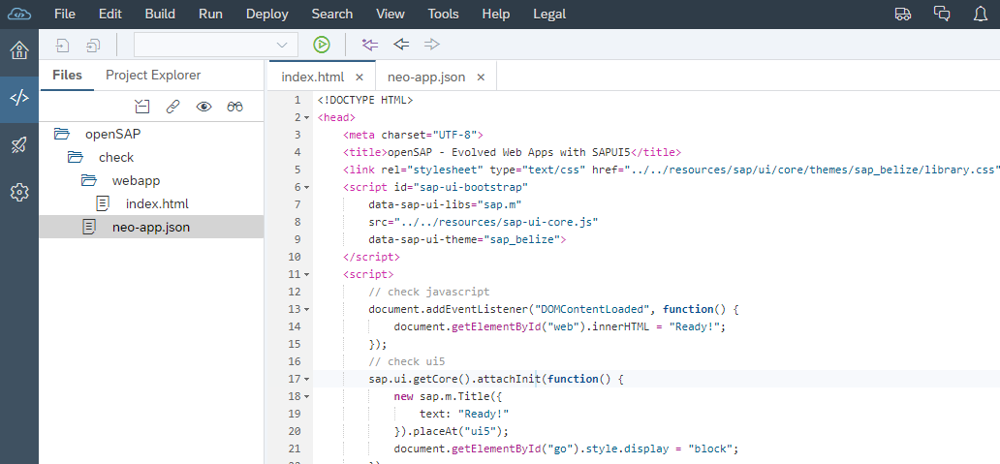 File Edit Build Run Deploy Search View Tools Help Legal
Files Project Explorer
openSAP
check
webapp
index.html
neo-app.json
index.html × neo-app.json ×
1 <!DOCTYPE HTML>
2 <head>
3 <meta charset="UTF-8">
4 <title>openSAP - Evolved Web Apps with SAPUI5</title>
5 <link rel="stylesheet" type="text/css" href="../../resources/sap/ui/core/themes/sap_belize/library.css"
6 <script id="sap-ui-bootstrap"
7 data-sap-ui-libs="sap.m"
8 src="../../resources/sap-ui-core.js"
9 data-sap-ui-theme="sap_belize">
10 </script>
11 <script>
12 // check javascript
13 document.addEventListener("DOMContentLoaded", function() {
14 document.getElementById("web").innerHTML = "Ready!";
15 });
16 // check ui5
17 sap.ui.getCore().attachInit(function() {
18 new sap.m.Title({
19 text: "Ready!"
20 }).placeAt("ui5");
21 document.getElementById("go").style.display = "block";